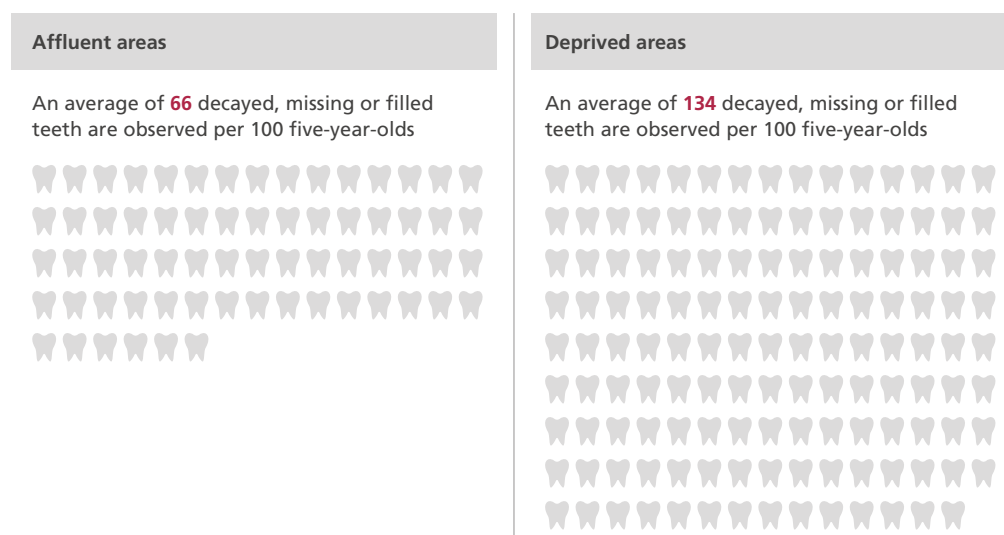 Affluent areas
An average of 66 decayed, missing or filled
teeth are observed per 100 five-year-olds
Deprived areas
An average of 134 decayed, missing or filled
teeth are observed per 100 five-year-olds